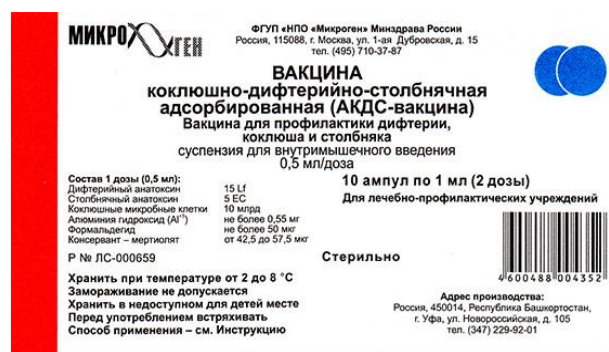 МИКРОГЕН
ФГУП «НПО «Микроген» Минздрава России
Россия, 115088, г. Москва, ул. 1-ая Дубровская, д. 15
тел. (495) 710-37-87
ВАКЦИНА
коклюшно-дифтерийно-столбнячная
адсорбированная (АКДС-вакцина)
Вакцина для профилактики дифтерии,
коклюша и столбняка
суспензия для внутримышечного введения
0,5 мл/доза
Состав 1 дозы (0,5 мл):
Дифтерийный анатоксин 15 Lf
Столбнячный анатоксин 5 ЕС
Коклюшные микробные клетки 10 млрд
Алюминия гидроксид (Al⁺³) не более 0,55 мг
Формальдегид не более 50 мкг
Консервант – мертиолят от 42,5 до 57,5 мкг
10 ампул по 1 мл (2 дозы)
Для лечебно-профилактических учреждений
Р № ЛС-000659
Стерильно
4 600488 004352
Хранить при температуре от 2 до 8 °С
Замораживание не допускается
Хранить в недоступном для детей месте
Перед употреблением встряхивать
Способ применения – см. Инструкцию
Адрес производства:
Россия, 450014, Республика Башкортостан,
г. Уфа, ул. Новороссийская, д. 105
тел. (347) 229-92-01